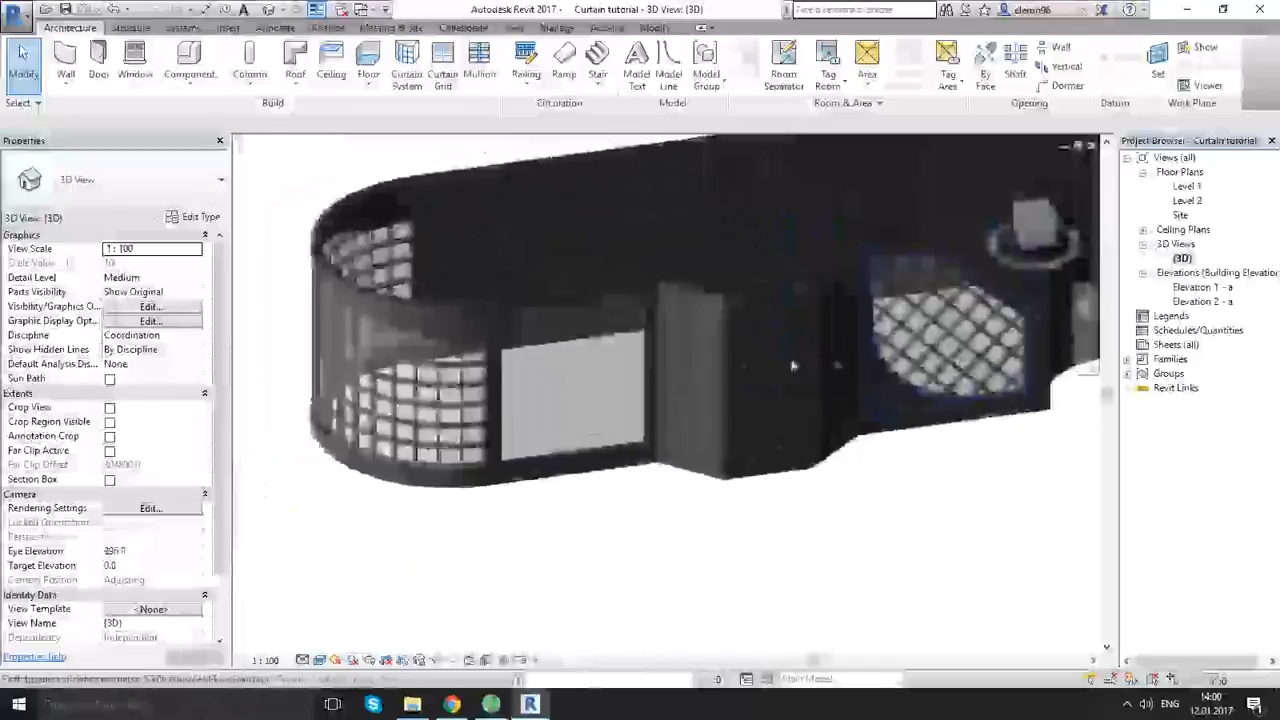 Autodesk Revit 2017 - Curtain tutorial - 3D View: {3D}
Type a keyword or phrase
Architecture
Modify
Wall
Door
Window
Component
Column
Roof
Ceiling
Floor
Curtain System
Curtain Grid
Mullion
Railing
Ramp
Stair
Model Text
Model Line
Model Group
Room Separator
Tag Room
Area
Tag Area
By Face
Shaft
Wall
Vertical
Dormer
Set
Show
Viewer
Select
Build
Circulation
Model
Room & Area
Opening
Datum
Work Plane
Properties
3D View
3D View: {3D}
Edit Type
Graphics
View Scale
1 : 100
Detail Level
Medium
Parts Visibility
Show Original
Visibility/Graphics O...
Edit...
Graphic Display Opt...
Edit...
Discipline
Coordination
Show Hidden Lines
By Discipline
Default Analysis Dis...
None
Sun Path
Extents
Crop View
Crop Region Visible
Annotation Crop
Far Clip Active
Far Clip Offset
Section Box
Camera
Rendering Settings
Edit...
Eye Elevation
Target Elevation
0.0
Camera Position
Adjusting
Identity Data
View Template
<None>
View Name
{3D}
Dependency
Independent
Properties help
1 : 100
Main Model
Project Browser - Curtain tutorial
Views (all)
Floor Plans
Level 1
Level 2
Site
Ceiling Plans
3D Views
{3D}
Elevations (Building Elevation
Elevation 1 - a
Elevation 2 - a
Legends
Schedules/Quantities
Sheets (all)
Families
Groups
Revit Links
ENG
14:00
12.01.2017